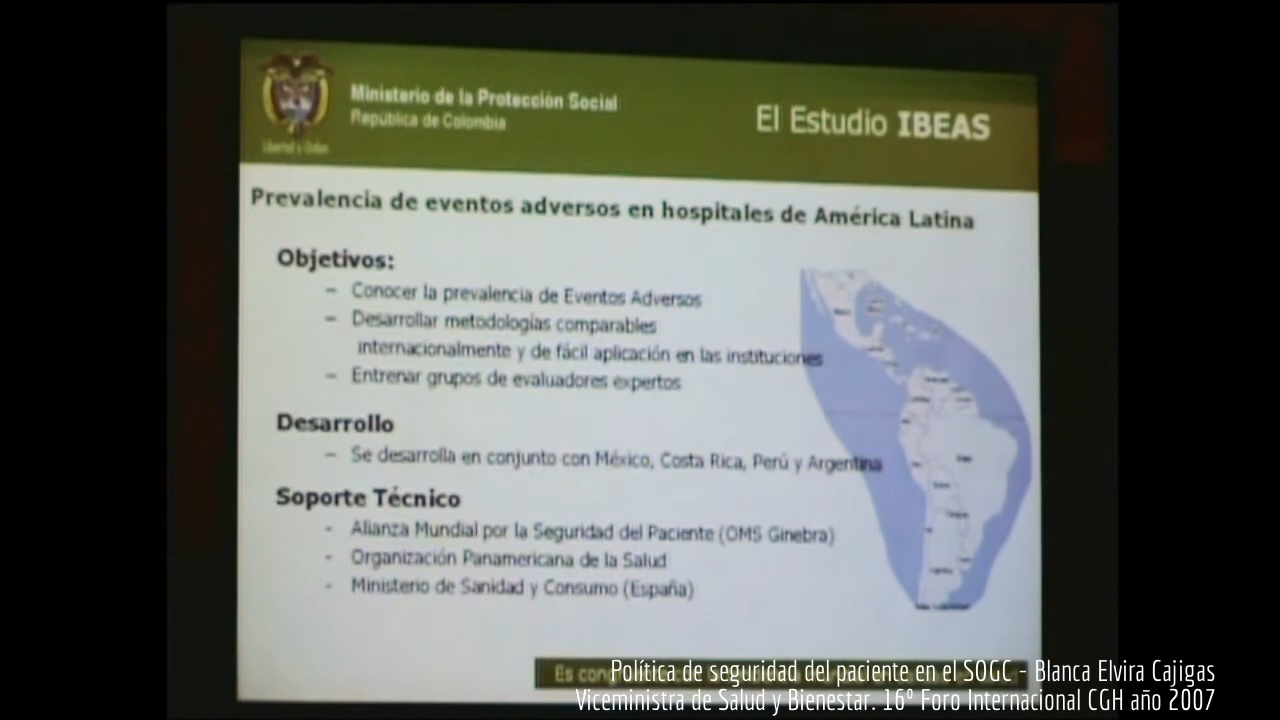 Ministerio de la Protección Social
República de Colombia
Libertad y Orden
El Estudio IBEAS
Prevalencia de eventos adversos en hospitales de América Latina
Objetivos:
– Conocer la prevalencia de Eventos Adversos
– Desarrollar metodologías comparables
internacionalmente y de fácil aplicación en las instituciones
– Entrenar grupos de evaluadores expertos
Desarrollo
– Se desarrolla en conjunto con México, Costa Rica, Perú y Argentina
Soporte Técnico
- Alianza Mundial por la Seguridad del Paciente (OMS Ginebra)
- Organización Panamericana de la Salud
- Ministerio de Sanidad y Consumo (España)
Es
Política de seguridad del paciente en el SOGC - Blanca Elvira Cajigas
Viceministra de Salud y Bienestar. 16º Foro Internacional CGH año 2007